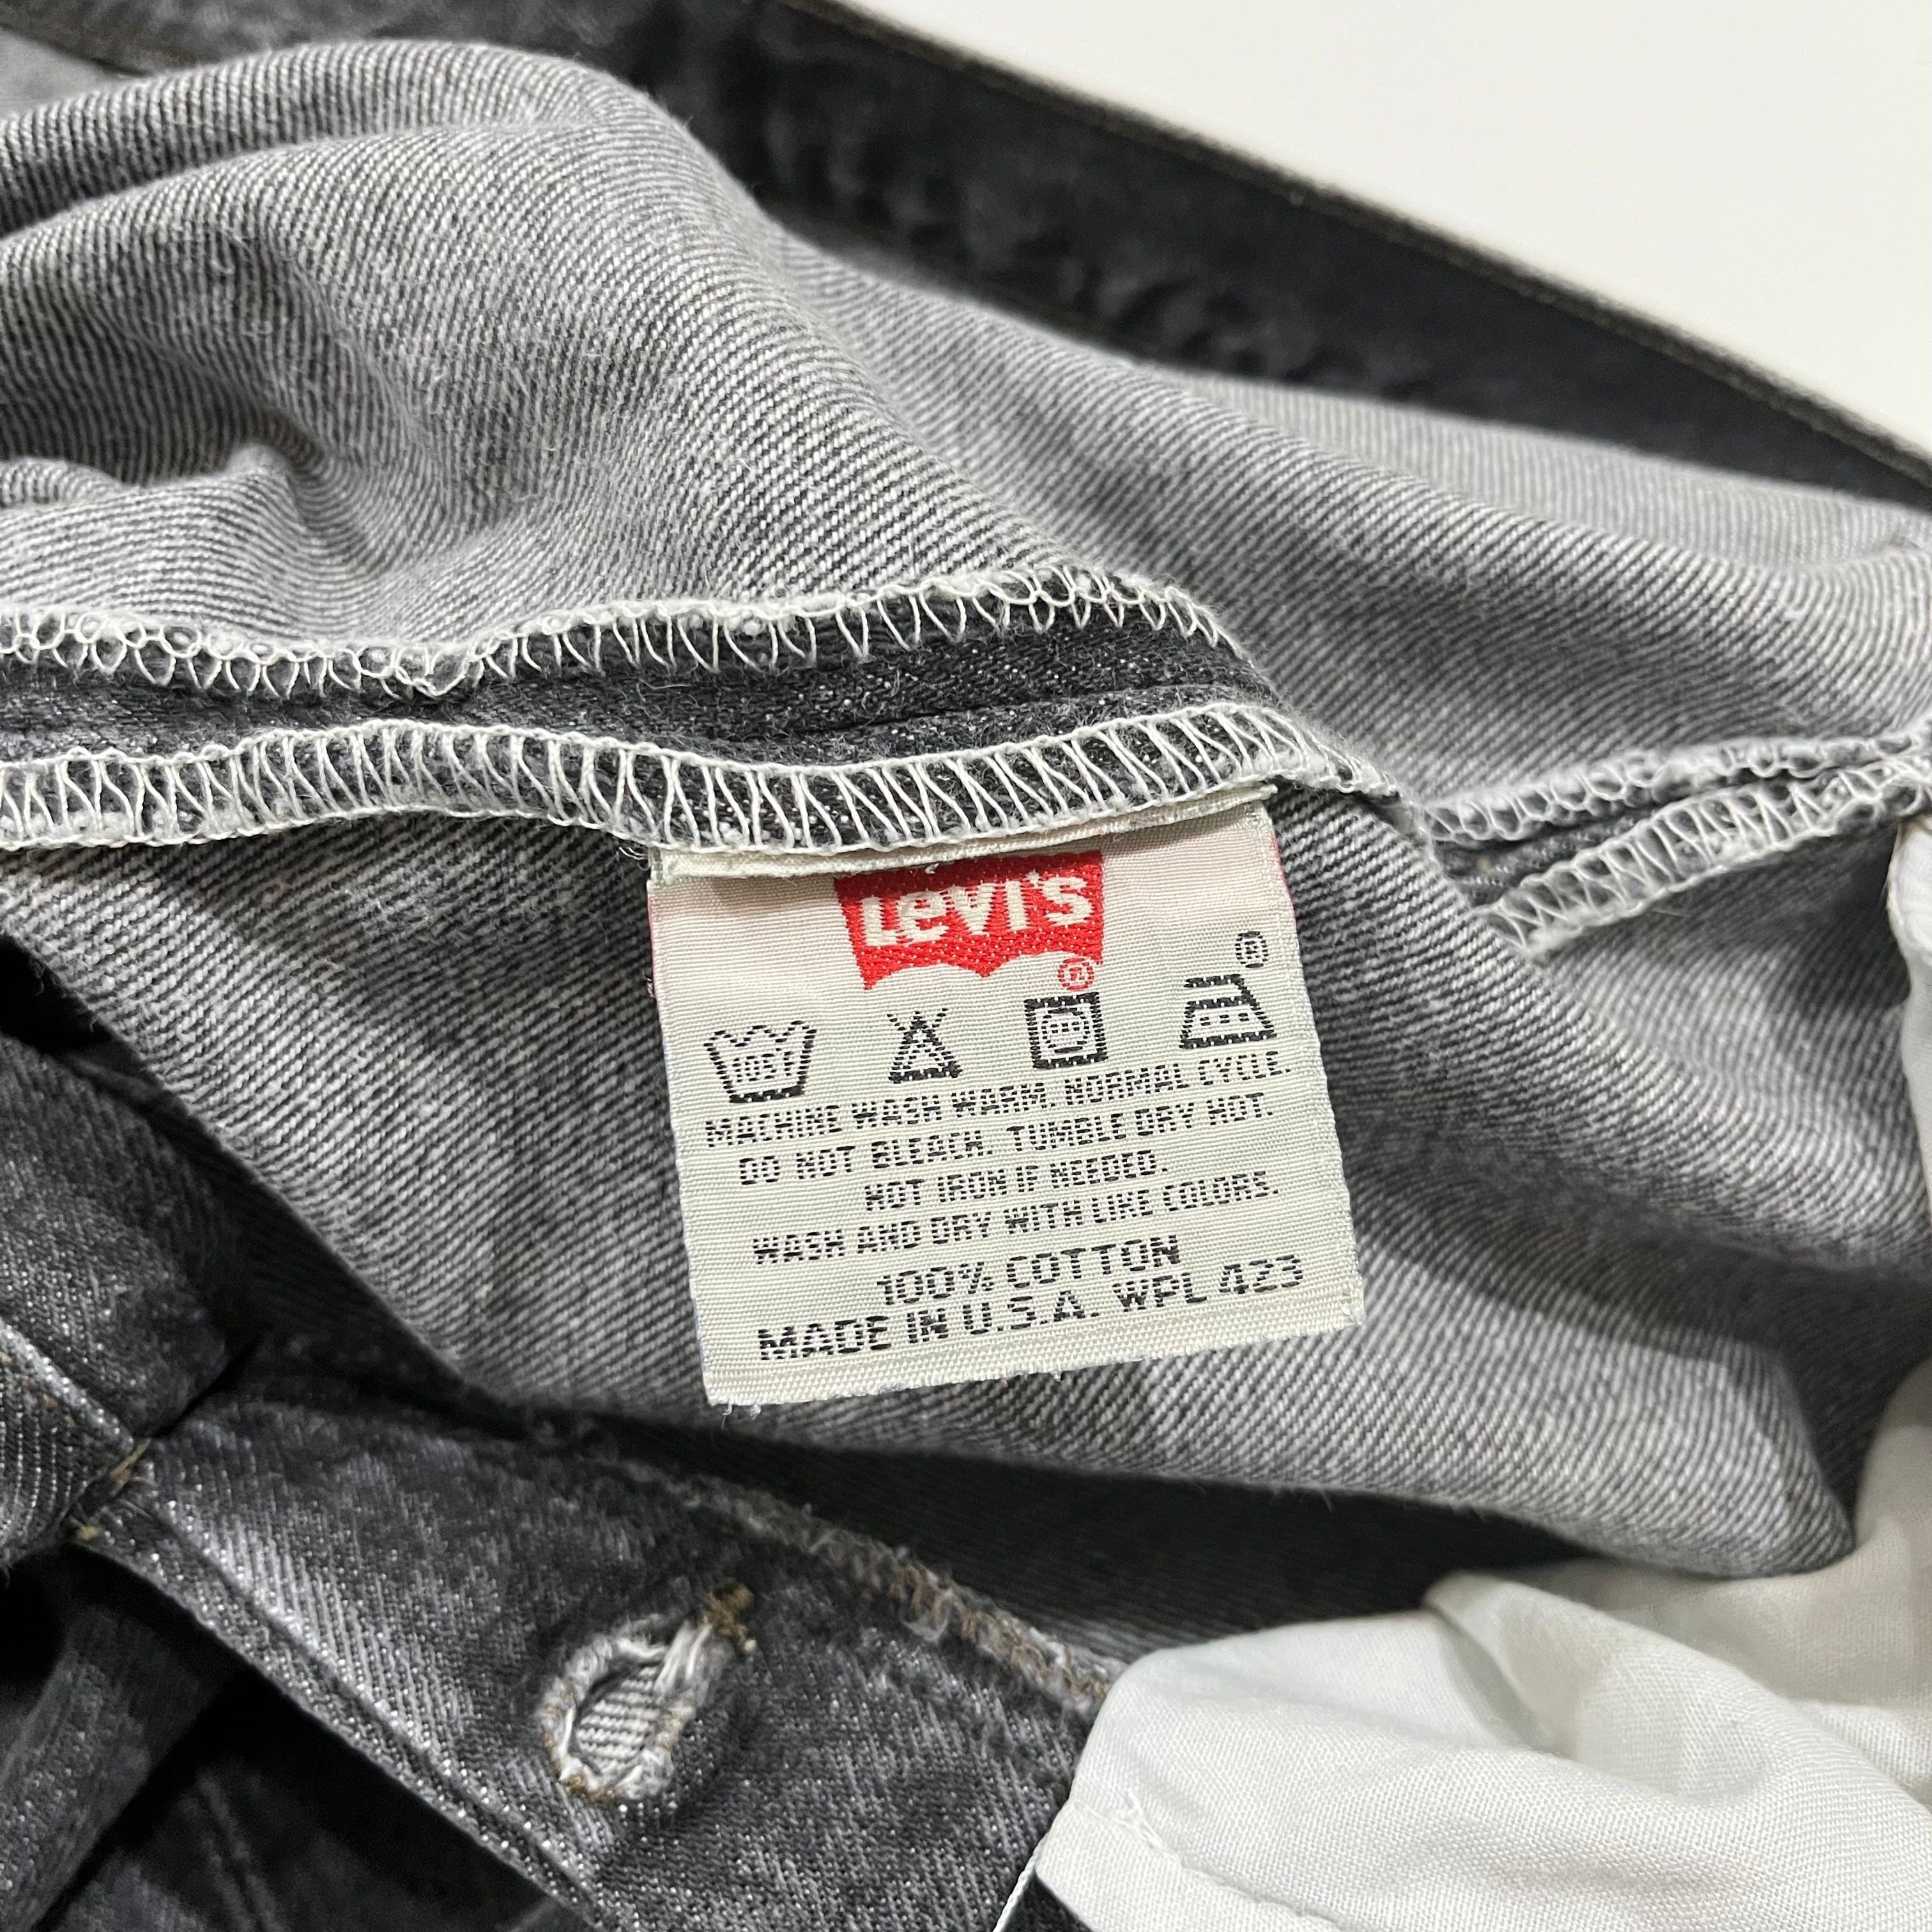 Levi's ®
®
105F
MACHINE WASH WARM. NORMAL CYCLE.
DO NOT BLEACH. TUMBLE DRY HOT.
HOT IRON IF NEEDED.
WASH AND DRY WITH LIKE COLORS.
100% COTTON
MADE IN U.S.A. WPL 423